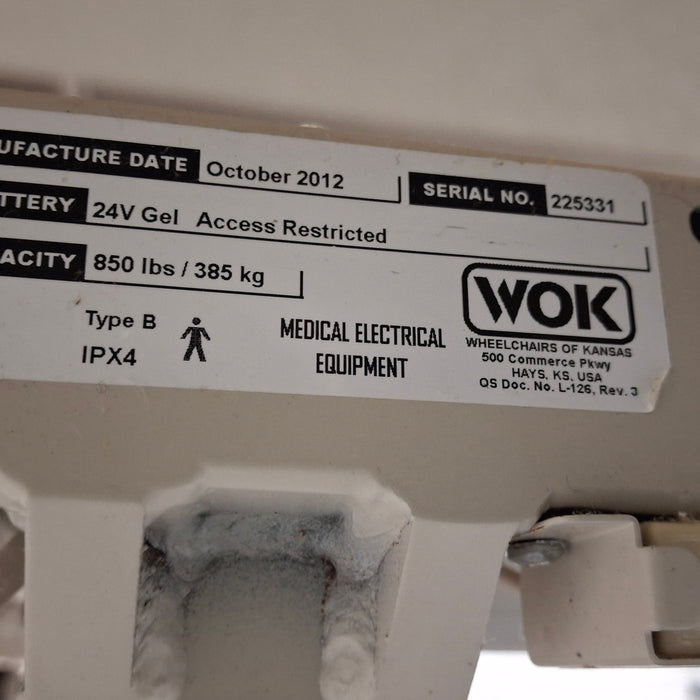 UFACTURE DATE October 2012 SERIAL NO. 225331
TTERY 24V Gel Access Restricted
ACITY 850 lbs / 385 kg
Type B
IPX4
MEDICAL ELECTRICAL
EQUIPMENT
WOK
WHEELCHAIRS OF KANSAS
500 Commerce Pkwy
HAYS, KS, USA
QS Doc. No. L-126, Rev. 3